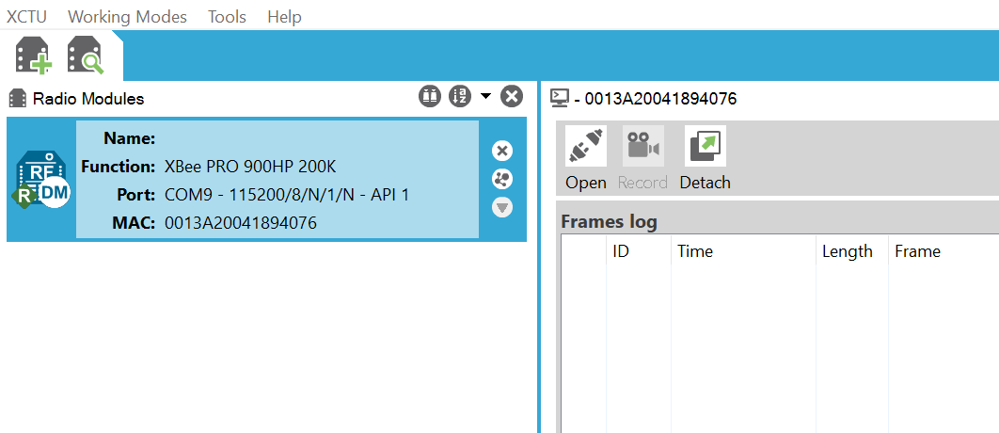 XCTU Working Modes Tools Help
Radio Modules
Name:
Function: XBee PRO 900HP 200K
Port: COM9 - 115200/8/N/1/N - API 1
MAC: 0013A20041894076
RF
R
DM
- 0013A20041894076
Open Record Detach
Frames log
ID Time Length Frame